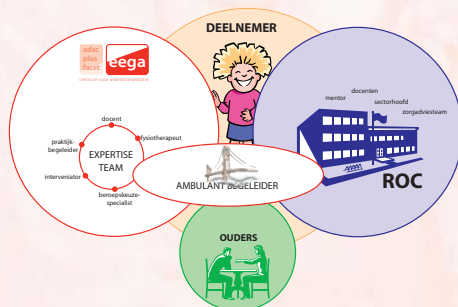 DEELNEMER
adac
plus
facet
eega
docent
fysiotherapeut
praktijk-
begeleider
EXPERTISE
TEAM
interveniator
beroepskeuze-
specialist
docenten
mentor
sectorhoofd
zorgadviesteam
ROC
AMBULANT BEGELEIDER
OUDERS